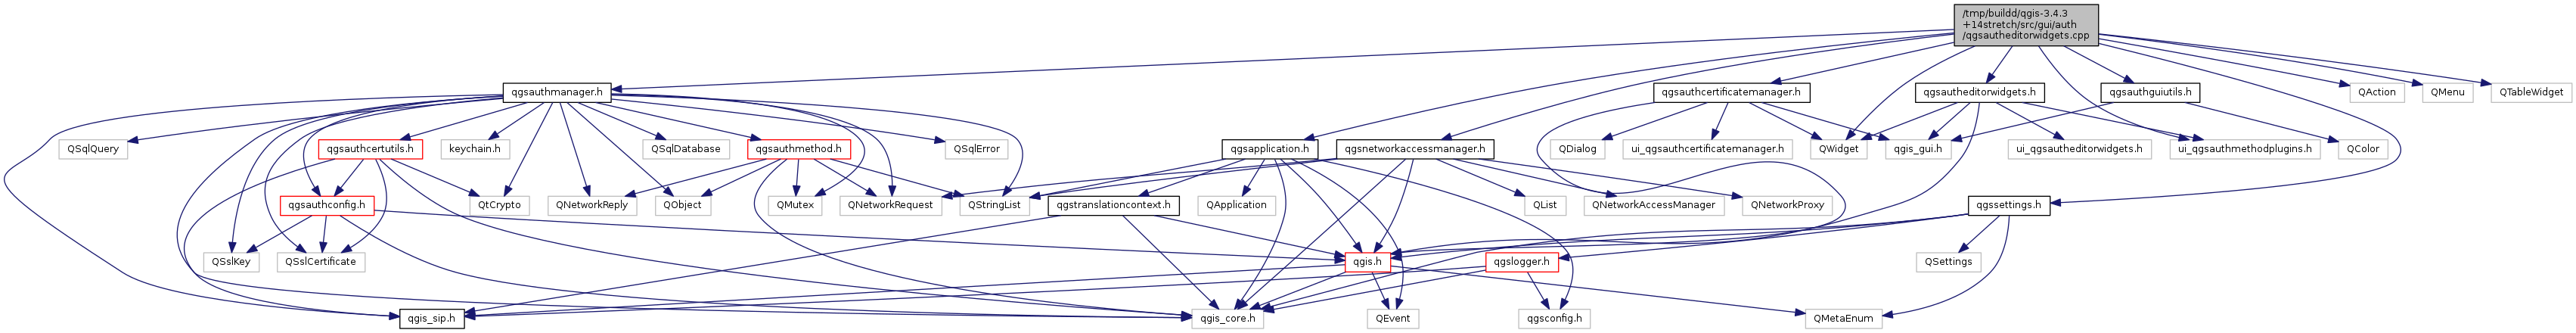 /tmp/buildd/qgis-3.4.3
+14stretch/src/gui/auth
/qgsautheditorwidgets.cpp
qgsauthmanager.h
qgsauthcertificatemanager.h
qgsautheditorwidgets.h
qgsauthguiutils.h
QAction
QMenu
QTableWidget
QSqlQuery
qgsauthcertutils.h
keychain.h
QSqlDatabase
qgsauthmethod.h
QSqlError
qgsapplication.h
qgsnetworkaccessmanager.h
QDialog
ui_qgsauthcertificatemanager.h
QWidget
qgis_gui.h
ui_qgsautheditorwidgets.h
ui_qgsauthmethodplugins.h
QColor
qgsauthconfig.h
QtCrypto
QNetworkReply
QObject
QMutex
QNetworkRequest
QStringList
qgstranslationcontext.h
QApplication
QList
QNetworkAccessManager
QNetworkProxy
qgssettings.h
QSslKey
QSslCertificate
qgis.h
qgslogger.h
QSettings
qgis_sip.h
qgis_core.h
QEvent
qgsconfig.h
QMetaEnum